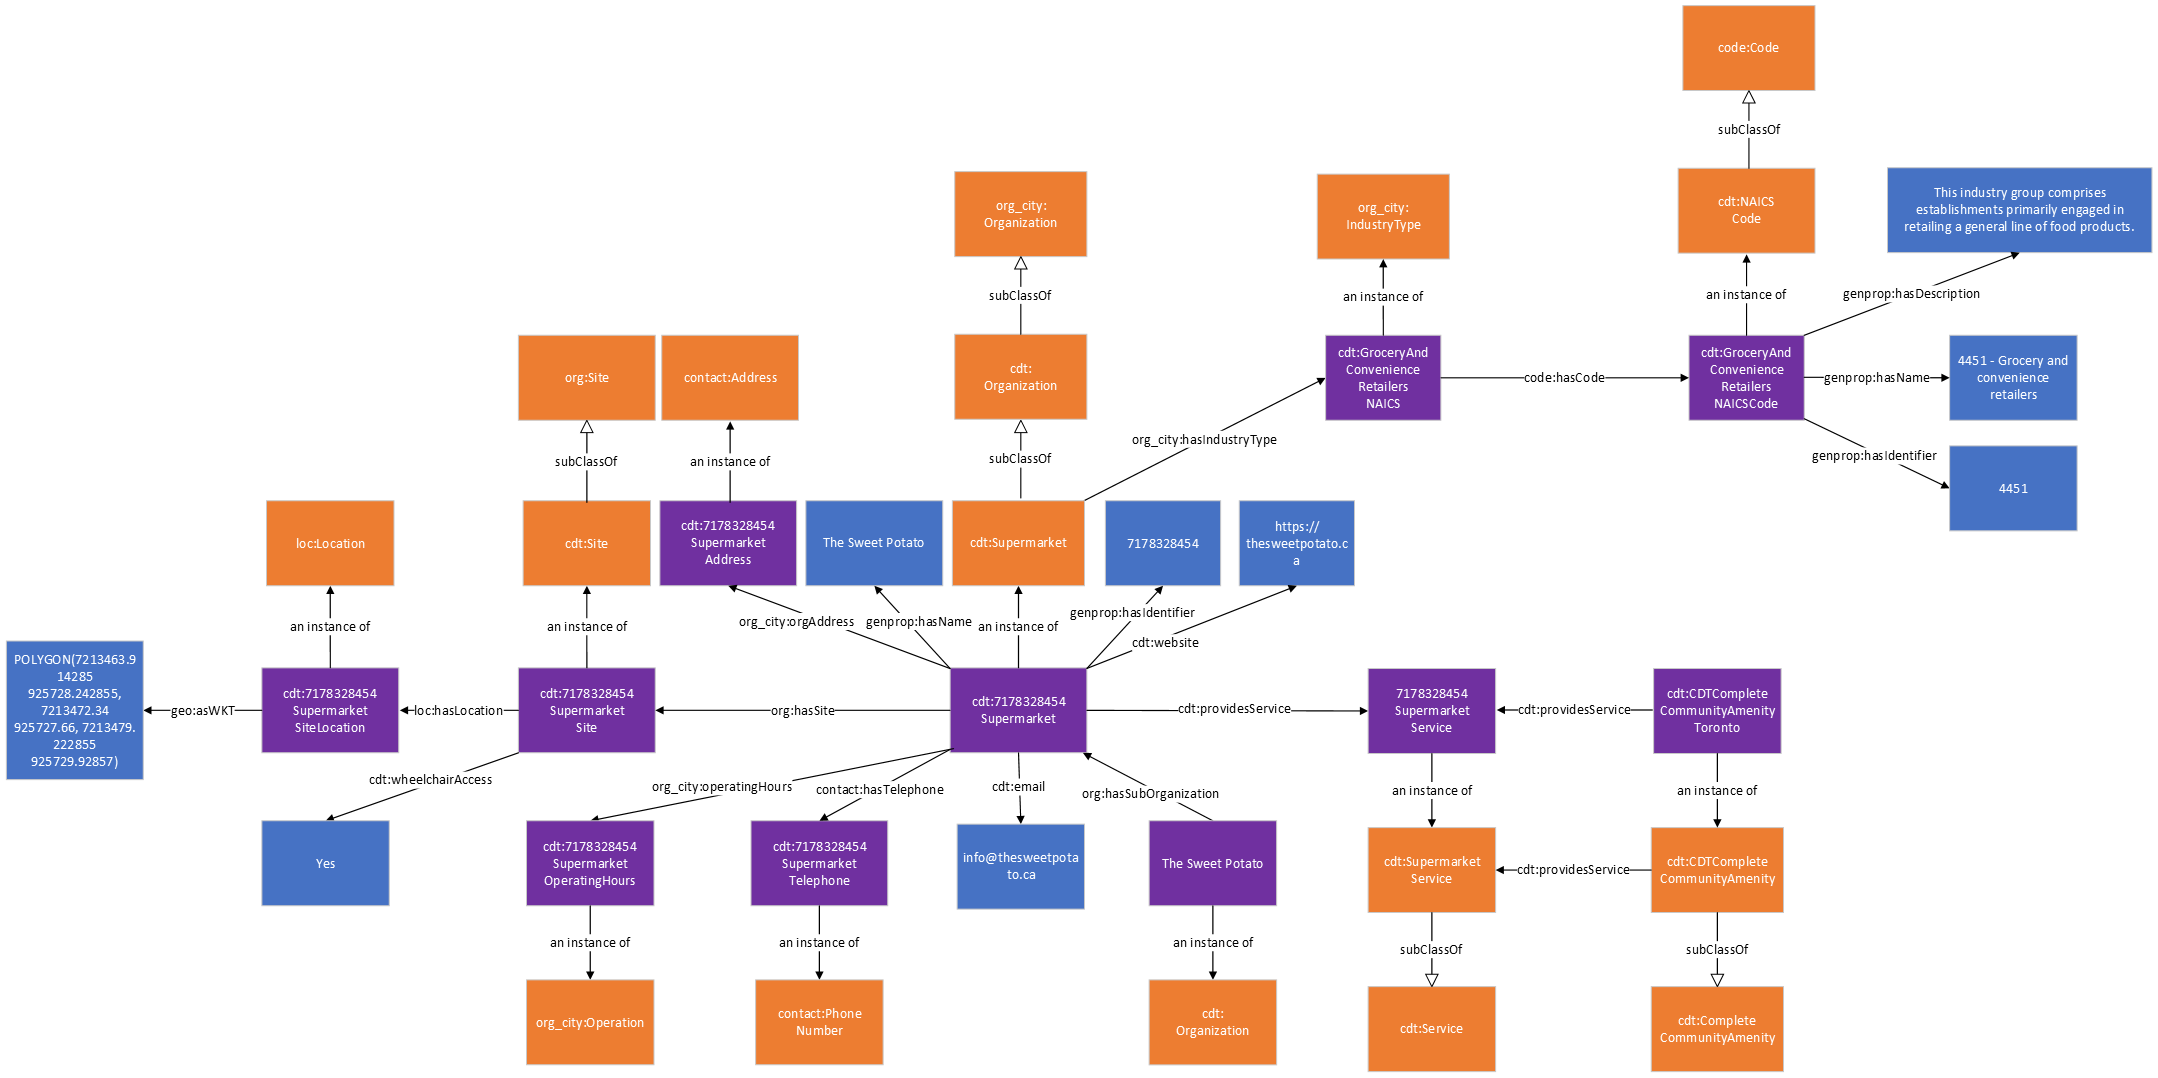 code:Code
subClassOf
cdt:NAICS
Code
This industry group comprises
establishments primarily engaged in
retailing a general line of food products.
org_city:
Organization
org_city:
IndustryType
subClassOf
an instance of
an instance of
genprop:hasDescription
org:Site
contact:Address
cdt:
Organization
cdt:GroceryAnd
Convenience
Retailers
NAICS
code:hasCode
cdt:GroceryAnd
Convenience
Retailers
NAICSCode
genprop:hasName
4451 - Grocery and
convenience
retailers
org_city:hasIndustryType
genprop:hasIdentifier
subClassOf
an instance of
subClassOf
4451
loc:Location
cdt:Site
cdt:7178328454
Supermarket
Address
The Sweet Potato
cdt:Supermarket
7178328454
https://
thesweetpotato.c
a
an instance of
an instance of
org_city:orgAddress
genprop:hasName
an instance of
genprop:hasIdentifier
cdt:website
POLYGON(7213463.9
14285
925728.242855,
7213472.34
925727.66, 7213479.
222855
925729.92857)
geo:asWKT
cdt:7178328454
Supermarket
SiteLocation
loc:hasLocation
cdt:7178328454
Supermarket
Site
org:hasSite
cdt:7178328454
Supermarket
cdt:providesService
7178328454
Supermarket
Service
cdt:providesService
cdt:CDTComplete
CommunityAmenity
Toronto
cdt:wheelchairAccess
org_city:operatingHours
contact:hasTelephone
cdt:email
org:hasSubOrganization
an instance of
an instance of
Yes
cdt:7178328454
Supermarket
OperatingHours
cdt:7178328454
Supermarket
Telephone
info@thesweetpota
to.ca
The Sweet Potato
cdt:Supermarket
Service
cdt:providesService
cdt:CDTComplete
CommunityAmenity
an instance of
an instance of
an instance of
subClassOf
subClassOf
org_city:Operation
contact:Phone
Number
cdt:
Organization
cdt:Service
cdt:Complete
CommunityAmenity